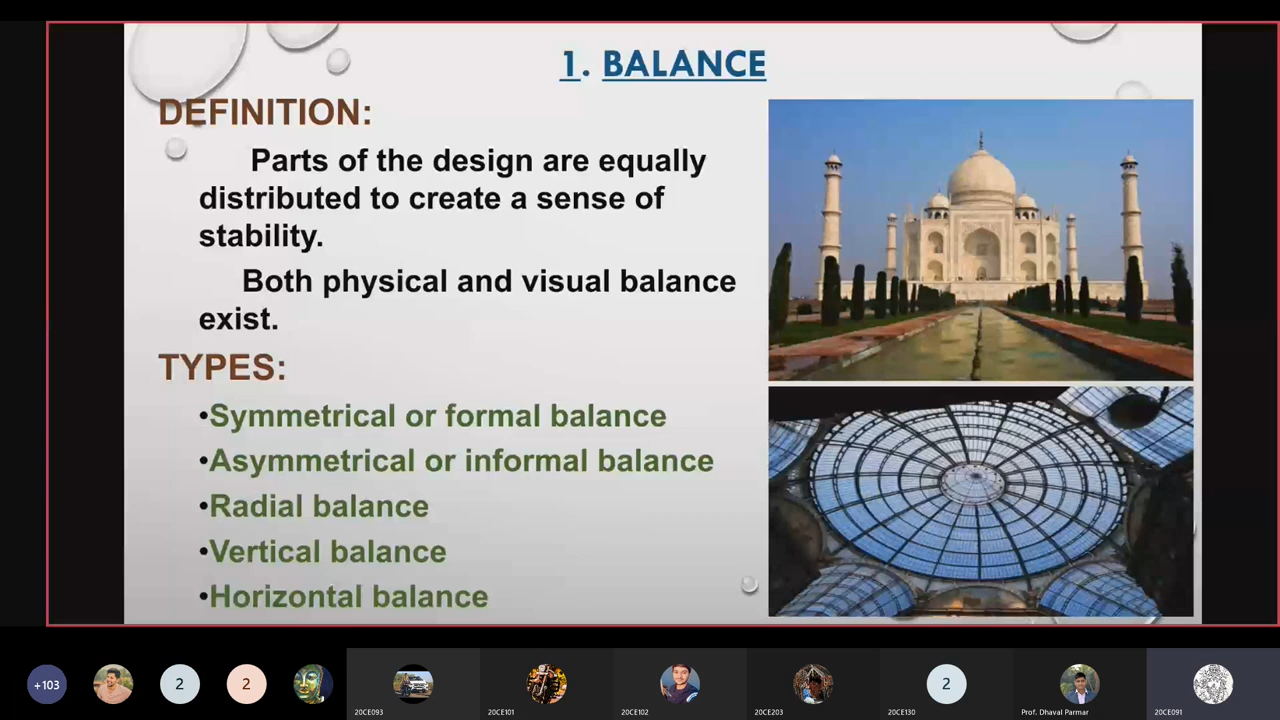 1. BALANCE
DEFINITION:
Parts of the design are equally
distributed to create a sense of
stability.
Both physical and visual balance
exist.
TYPES:
•Symmetrical or formal balance
•Asymmetrical or informal balance
•Radial balance
•Vertical balance
•Horizontal balance
+103
2
2
2
20CE093
20CE101
20CE102
20CE203
20CE130
Prof. Dhaval Parmar
20CE091